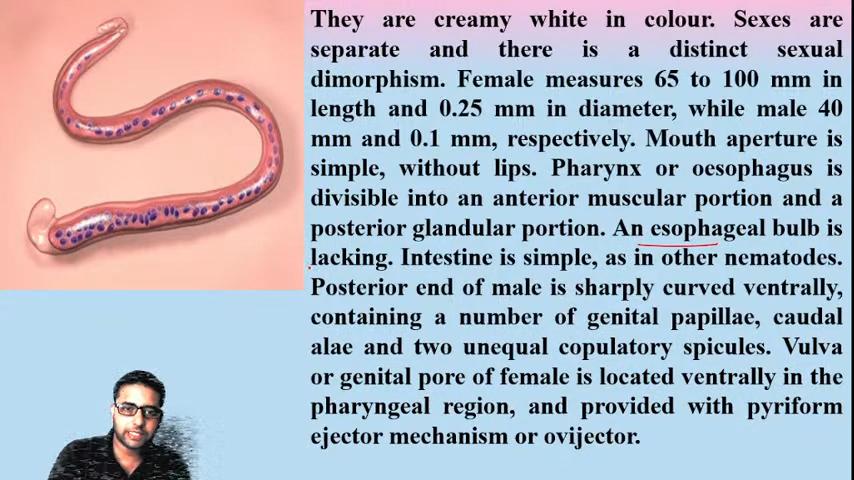 They are creamy white in colour. Sexes are
separate and there is a distinct sexual
dimorphism. Female measures 65 to 100 mm in
length and 0.25 mm in diameter, while male 40
mm and 0.1 mm, respectively. Mouth aperture is
simple, without lips. Pharynx or oesophagus is
divisible into an anterior muscular portion and a
posterior glandular portion. An esophageal bulb is
lacking. Intestine is simple, as in other nematodes.
Posterior end of male is sharply curved ventrally,
containing a number of genital papillae, caudal
alae and two unequal copulatory spicules. Vulva
or genital pore of female is located ventrally in the
pharyngeal region, and provided with pyriform
ejector mechanism or ovijector.